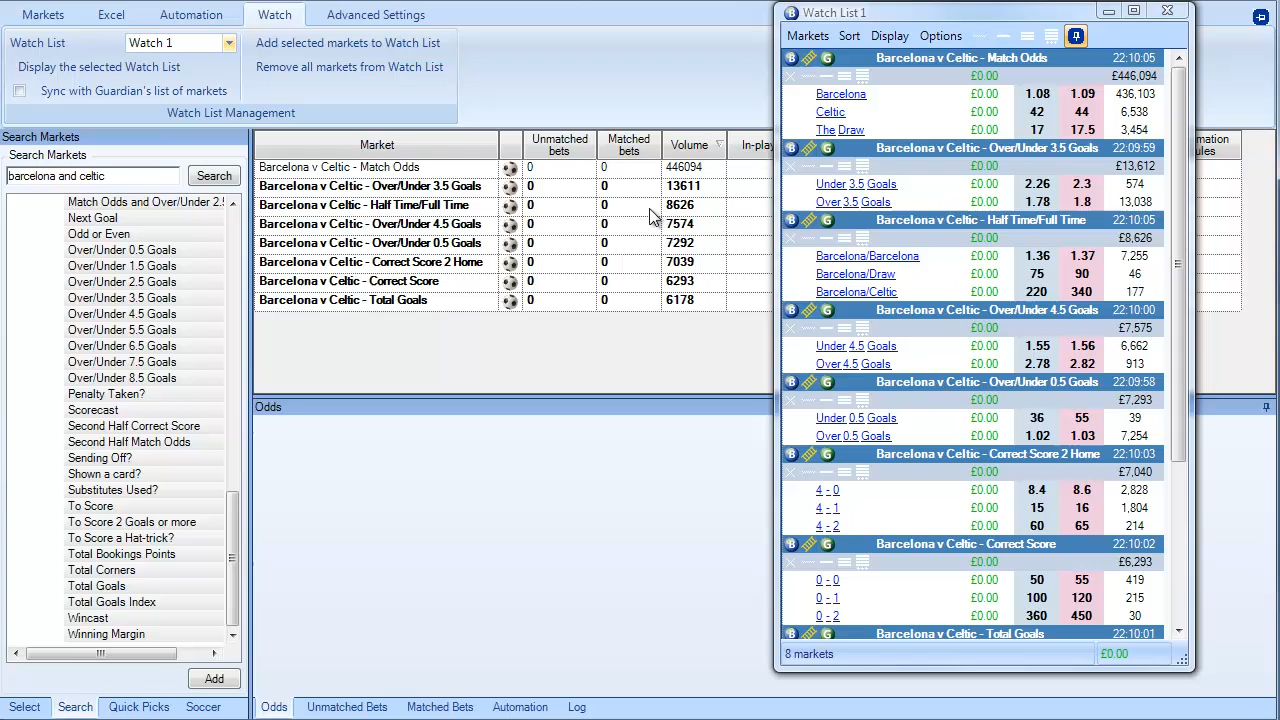 Markets Excel Automation Watch Advanced Settings
Watch List Watch 1 Add selected markets to Watch List
Remove all markets from Watch List
Sync with Guardian's list of markets
Watch List Management
Search Markets
Search Markets
barcelona and celtic Search
Match Odds and Over/Under 2.5
Next Goal
Odd or Even
Over/Under 0.5 Goals
Over/Under 1.5 Goals
Over/Under 2.5 Goals
Over/Under 3.5 Goals
Over/Under 4.5 Goals
Over/Under 5.5 Goals
Over/Under 6.5 Goals
Over/Under 7.5 Goals
Over/Under 8.5 Goals
Penalty Taken?
Scorecast
Second Half Correct Score
Second Half Match Odds
Sending Off?
Shown a Card?
Substitutes Used?
To Score
To Score 2 Goals or more
To Score a Hat-trick?
Total Bookings Points
Total Corners
Total Goals
Total Goals Index
Wincast
Winning Margin
Add
Select Search Quick Picks Soccer
Market Unmatched bets Matched bets Volume In-play
Barcelona v Celtic - Match Odds 0 0 446094
Barcelona v Celtic - Over/Under 3.5 Goals 0 0 13611
Barcelona v Celtic - Half Time/Full Time 0 0 8626
Barcelona v Celtic - Over/Under 4.5 Goals 0 0 7574
Barcelona v Celtic - Over/Under 0.5 Goals 0 0 7292
Barcelona v Celtic - Correct Score 2 Home 0 0 7039
Barcelona v Celtic - Correct Score 0 0 6293
Barcelona v Celtic - Total Goals 0 0 6178
Odds
Odds Unmatched Bets Matched Bets Automation Log
Watch List 1
Markets Sort Display Options
Barcelona v Celtic - Match Odds 22:10:05
£0.00 £446,094
Barcelona £0.00 1.08 1.09 436,103
Celtic £0.00 42 44 6,538
The Draw £0.00 17 17.5 3,454
Barcelona v Celtic - Over/Under 3.5 Goals 22:09:59
£0.00 £13,612
Under 3.5 Goals £0.00 2.26 2.3 574
Over 3.5 Goals £0.00 1.78 1.8 13,038
Barcelona v Celtic - Half Time/Full Time 22:10:05
£0.00 £8,626
Barcelona/Barcelona £0.00 1.36 1.37 7,255
Barcelona/Draw £0.00 75 90 46
Barcelona/Celtic £0.00 220 340 177
Barcelona v Celtic - Over/Under 4.5 Goals 22:10:00
£0.00 £7,575
Under 4.5 Goals £0.00 1.55 1.56 6,662
Over 4.5 Goals £0.00 2.78 2.82 913
Barcelona v Celtic - Over/Under 0.5 Goals 22:09:58
£0.00 £7,293
Under 0.5 Goals £0.00 36 55 39
Over 0.5 Goals £0.00 1.02 1.03 7,254
Barcelona v Celtic - Correct Score 2 Home 22:10:03
£0.00 £7,040
4 - 0 £0.00 8.4 8.6 2,828
4 - 1 £0.00 15 16 1,804
4 - 2 £0.00 60 65 214
Barcelona v Celtic - Correct Score 22:10:02
£0.00 £6,293
0 - 0 £0.00 50 55 419
0 - 1 £0.00 100 120 215
0 - 2 £0.00 360 450 30
Barcelona v Celtic - Total Goals 22:10:01
8 markets £0.00